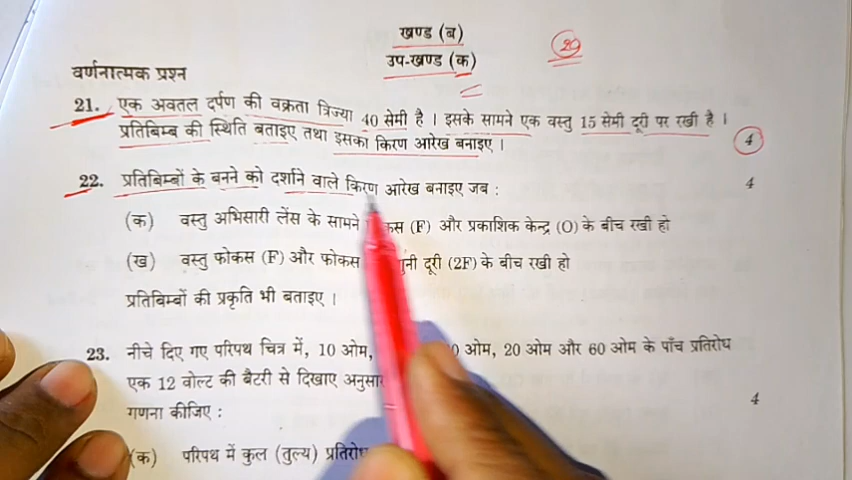 खण्ड (ब)
29
उप-खण्ड (क)
वर्णनात्मक प्रश्न
21. एक अवतल दर्पण की वक्रता त्रिज्या 40 सेमी है । इसके सामने एक वस्तु 15 सेमी दूरी पर रखी है ।
प्रतिबिम्ब की स्थिति बताइए तथा इसका किरण आरेख बनाइए । 4
22. प्रतिबिम्बों के बनने को दर्शाने वाले किरण आरेख बनाइए जब : 4
(क) वस्तु अभिसारी लेंस के सामने (F) और प्रकाशिक केन्द्र (O) के बीच रखी हो
(ख) वस्तु फोकस (F) और फोकस दूरी (2F) के बीच रखी हो
प्रतिबिम्बों की प्रकृति भी बताइए ।
23. नीचे दिए गए परिपथ चित्र में, 10 ओम, ओम, 20 ओम और 60 ओम के पाँच प्रतिरोध
एक 12 वोल्ट की बैटरी से दिखाए
गणना कीजिए : 4
(क) परिपथ में कुल (तुल्य)